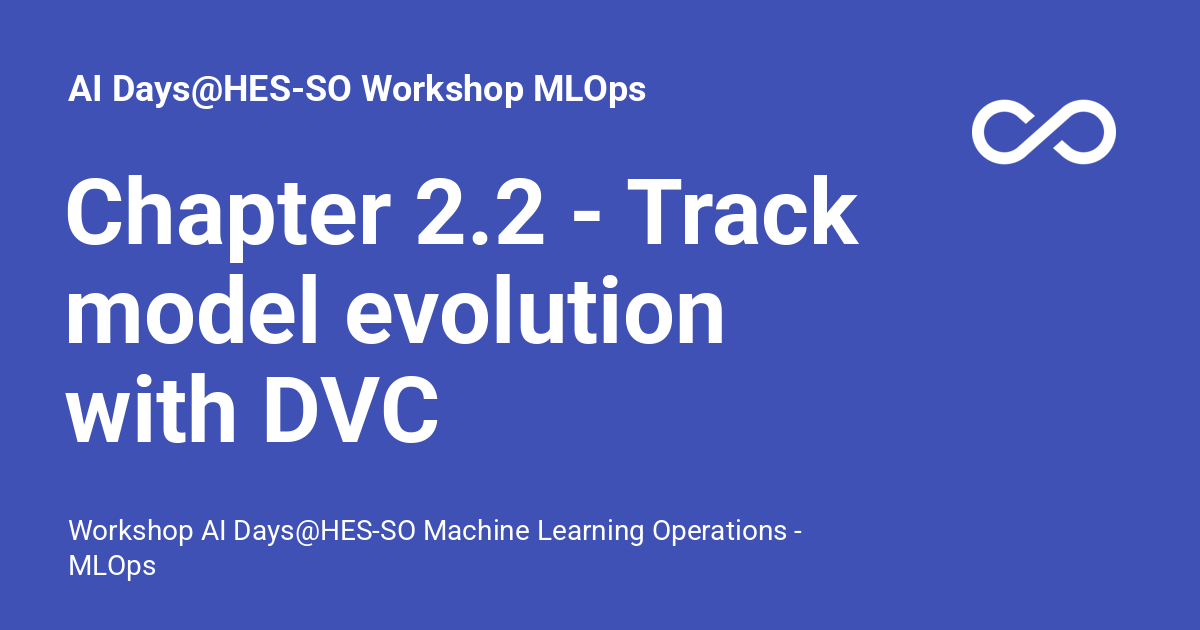 AI Days@HES-SO Workshop MLOps
Chapter 2.2 - Track
model evolution
with DVC
Workshop AI Days@HES-SO Machine Learning Operations -
MLOps